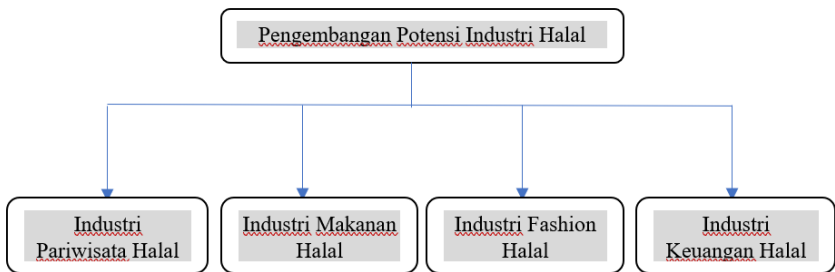 Pengembangan Potensi Industri Halal
Industri
Pariwisata Halal
Industri Makanan
Halal
Industri Fashion
Halal
Industri
Keuangan Halal